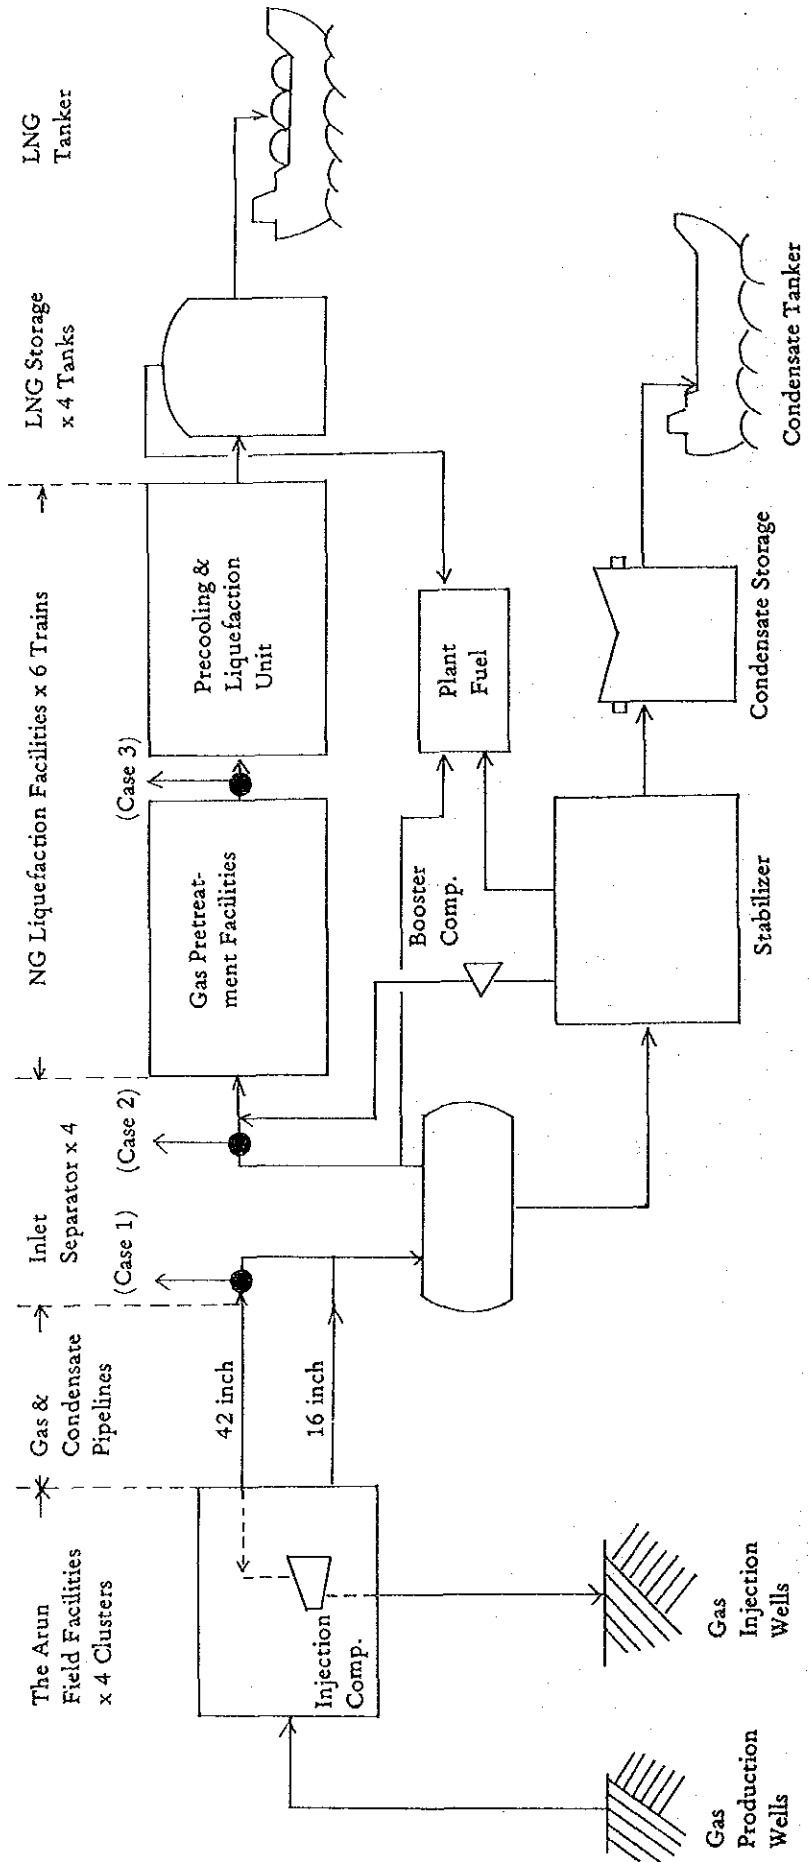 The Arun
Field Facilities
x 4 Clusters
Gas &
Condensate
Pipelines
Inlet
Separator x 4
NG Liquefaction Facilities x 6 Trains
LNG Storage
x 4 Tanks
LNG
Tanker
(Case 1)
(Case 2)
(Case 3)
42 inch
16 inch
Injection
Comp.
Gas Pretreat-
ment Facilities
Precooling &
Liquefaction
Unit
Booster
Comp.
Plant
Fuel
Stabilizer
Condensate Storage
Condensate Tanker
Gas
Production
Wells
Gas
Injection
Wells